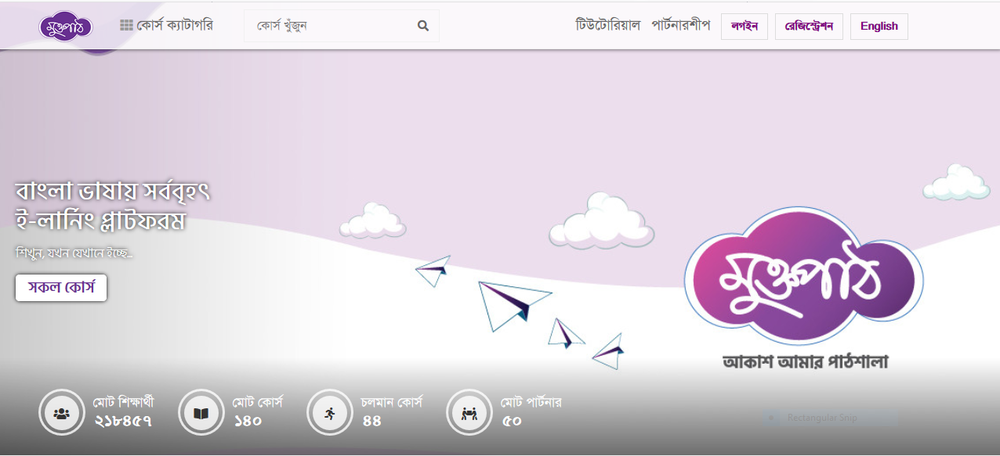 মুক্তপাঠ
কোর্স ক্যাটাগরি
কোর্স খুঁজুন
টিউটোরিয়াল
পার্টনারশীপ
লগইন
রেজিস্ট্রেশন
English
বাংলা ভাষায় সর্ববৃহৎ
ই-লার্নিং প্লাটফরম
শিখুন, যখন যেখানে ইচ্ছে...
সকল কোর্স
মুক্তপাঠ
আকাশ আমার পাঠশালা
মোট শিক্ষার্থী
২১৮৪৫৭
মোট কোর্স
১৪০
চলমান কোর্স
৪৪
মোট পার্টনার
৫০
Rectangular Snip